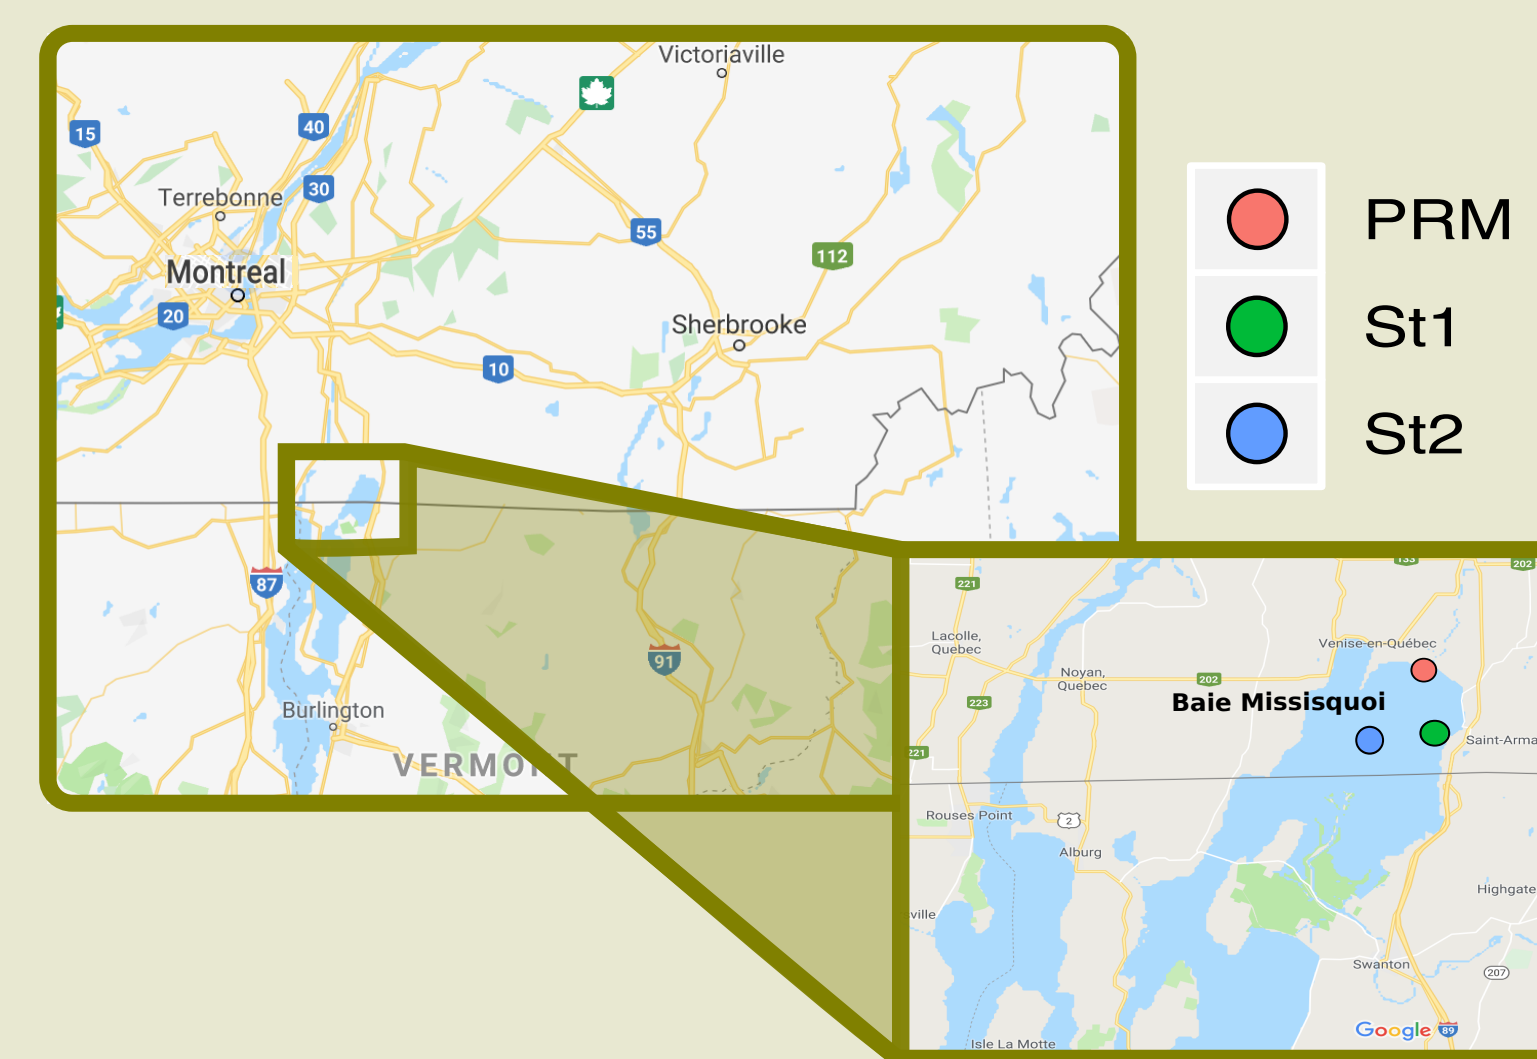 Victoriaville
15
40
Terrebonne
30
55
112
Montreal
20
Sherbrooke
10
87
91
Burlington
VERMONT
PRM
St1
St2
133
202
221
Lacolle,
Quebec
Venise-en-Québec
Noyan,
Quebec
202
223
Baie Missisquoi
221
Saint-Arma
Rouses Point
2
Alburg
Highgate
ville
Swanton
207
Google
89
Isle La Motte